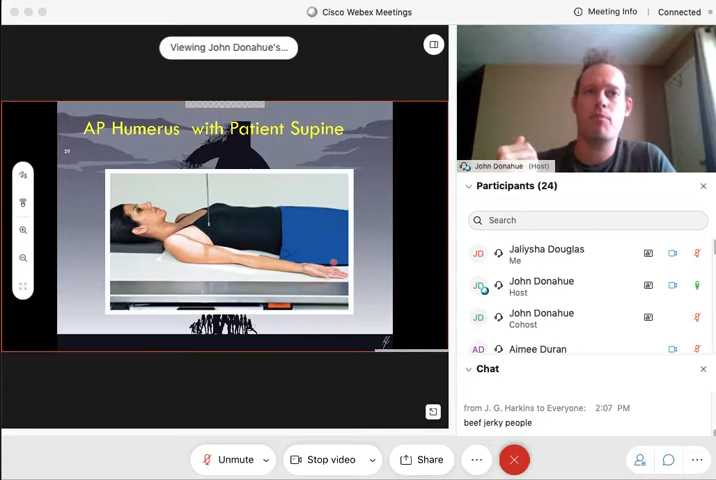 Cisco Webex Meetings
Meeting Info
Connected
Viewing John Donahue's...
AP Humerus with Patient Supine
29
John Donahue (Host)
Participants (24)
Search
JD
Jaliysha Douglas
Me
JD
John Donahue
Host
JD
John Donahue
Cohost
AD
Aimee Duran
Chat
from J. G. Harkins to Everyone: 2:07 PM
beef jerky people
Unmute
Stop video
Share